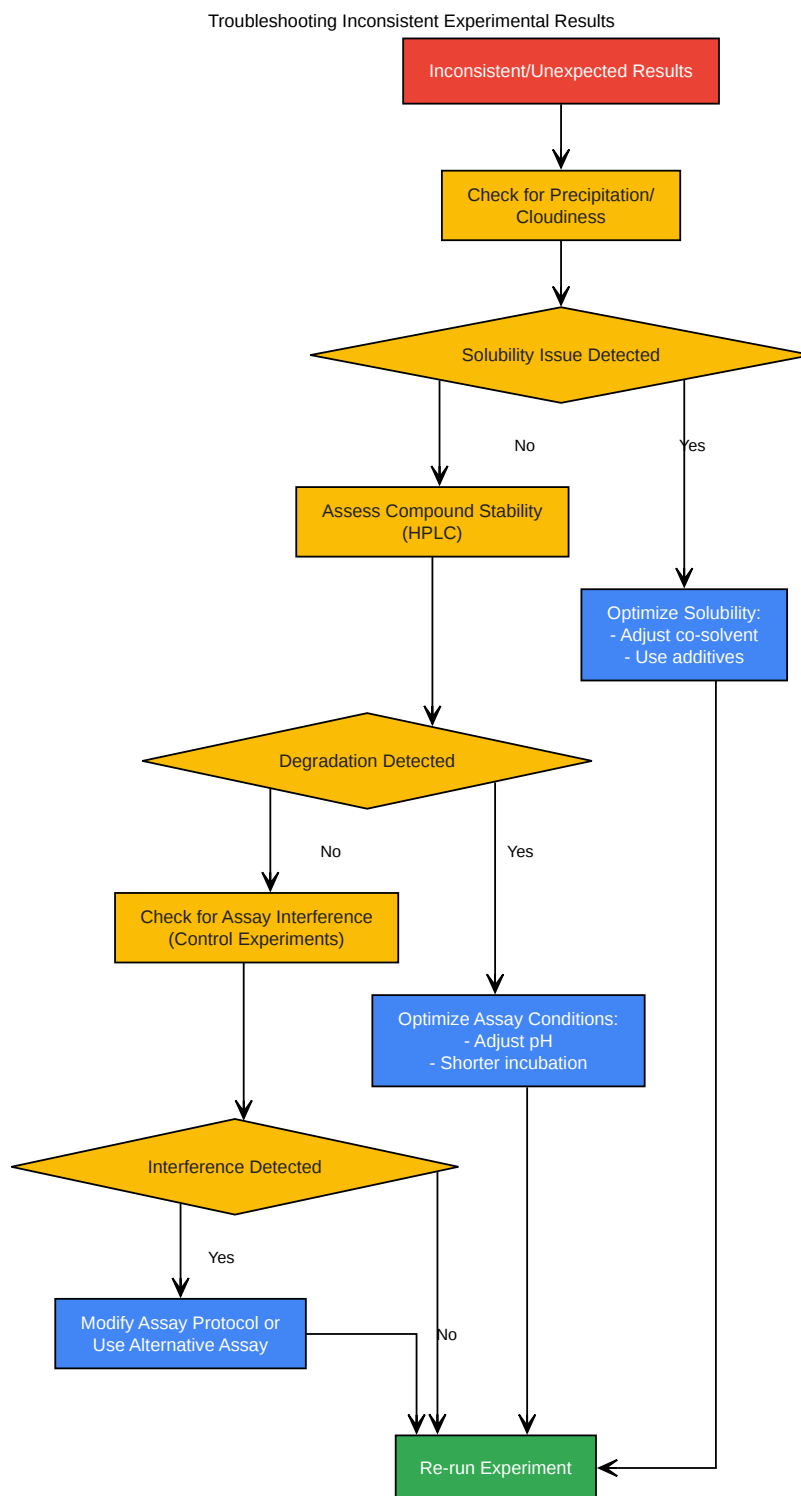 Troubleshooting Inconsistent Experimental Results
Inconsistent/Unexpected Results
Check for Precipitation/
Cloudiness
Solubility Issue Detected
No
Yes
Assess Compound Stability
(HPLC)
Optimize Solubility:
- Adjust co-solvent
- Use additives
Degradation Detected
No
Yes
Check for Assay Interference
(Control Experiments)
Optimize Assay Conditions:
- Adjust pH
- Shorter incubation
Interference Detected
Yes
Modify Assay Protocol or
Use Alternative Assay
No
Re-run Experiment